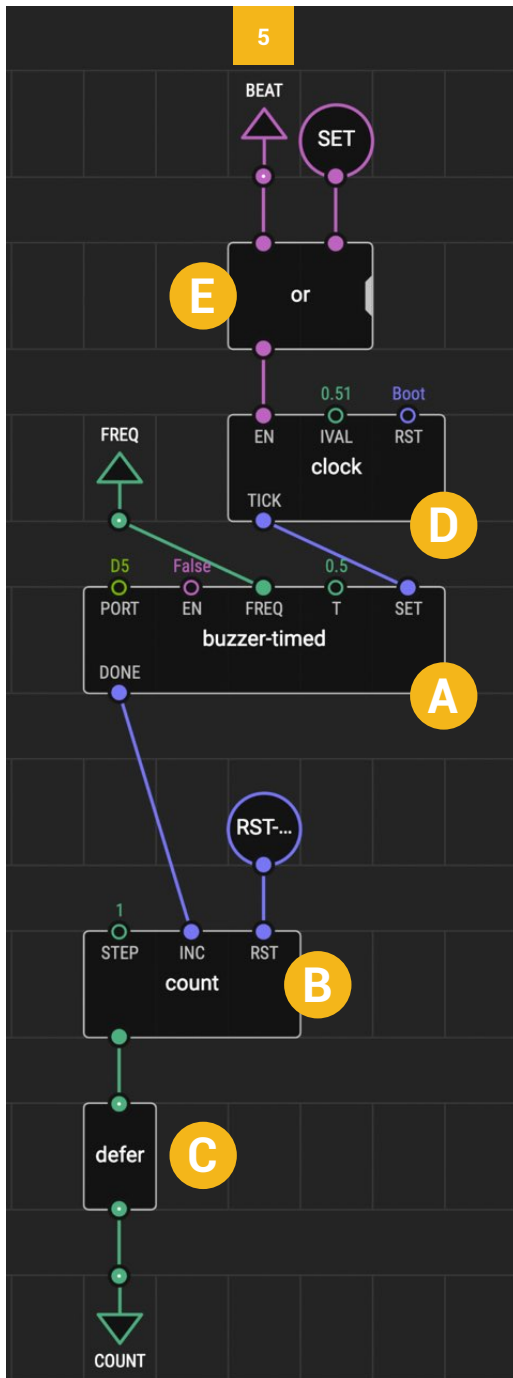 5
BEAT
SET
E
or
0.51 Boot
FREQ
EN IVAL RST
clock
TICK
D
D5 False 0.5
PORT EN FREQ T SET
buzzer-timed
DONE
A
RST-...
1
STEP INC RST
count
B
defer
C
COUNT